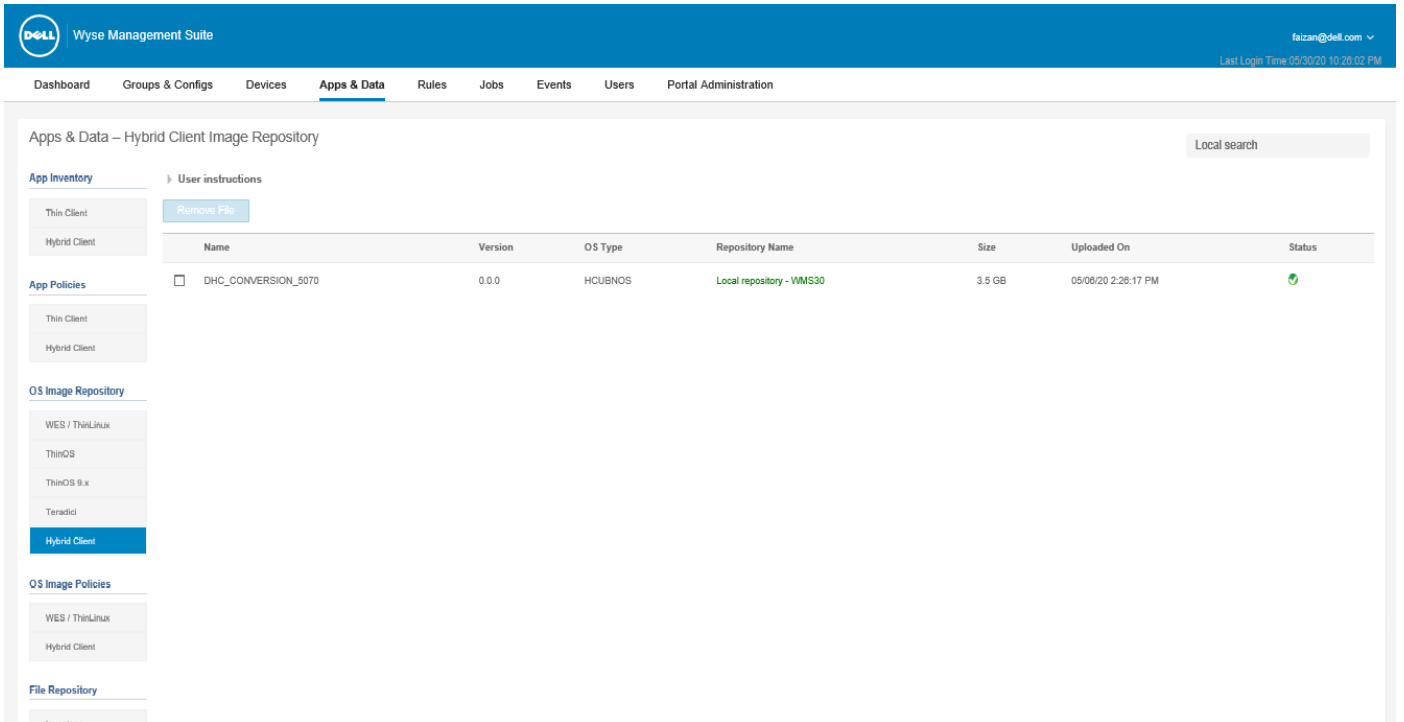 DELL Wyse Management Suite
faizan@dell.com
Last Login Time:05/30/20 10:26:02 PM
Dashboard Groups & Configs Devices Apps & Data Rules Jobs Events Users Portal Administration
Apps & Data – Hybrid Client Image Repository
Local search
App Inventory
Thin Client
Hybrid Client
App Policies
Thin Client
Hybrid Client
OS Image Repository
WES / ThinLinux
ThinOS
ThinOS 9.x
Teradici
Hybrid Client
OS Image Policies
WES / ThinLinux
Hybrid Client
File Repository
User instructions
Remove File
Name Version OS Type Repository Name Size Uploaded On Status
DHC_CONVERSION_5070 0.0.0 HCUBNOS Local repository - WMS30 3.5 GB 05/06/20 2:26:17 PM